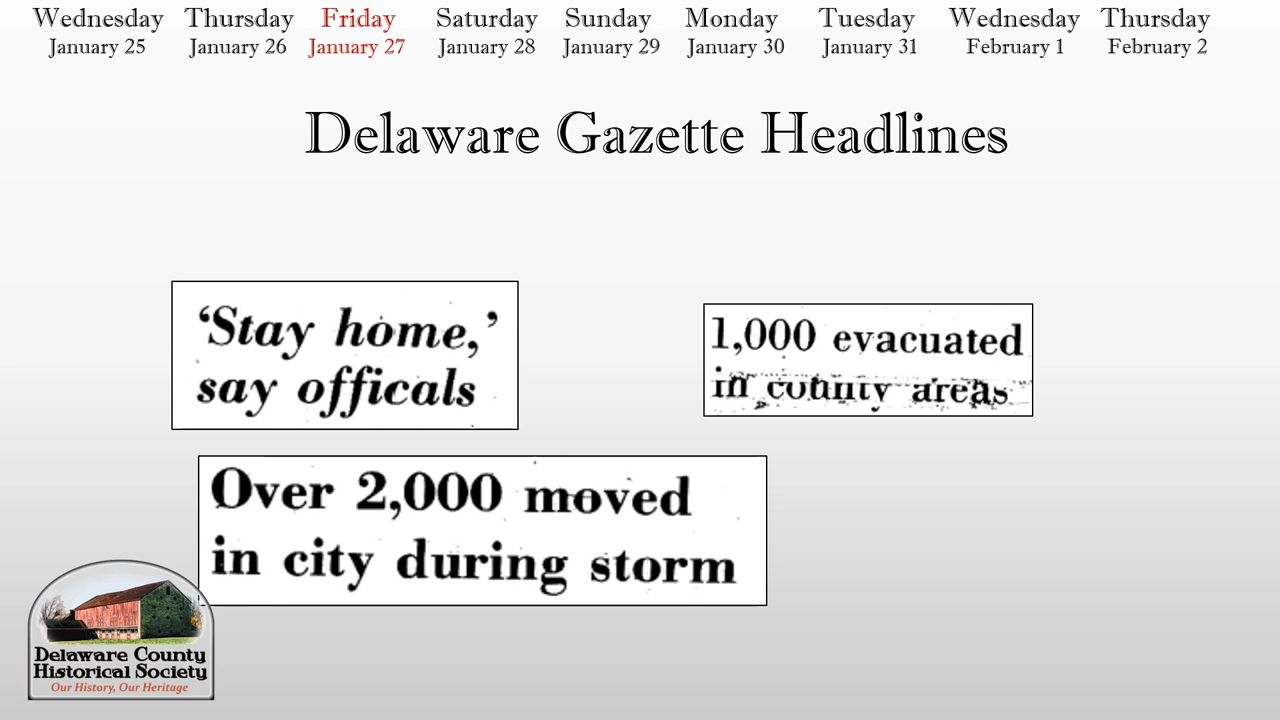 Wednesday Thursday Friday Saturday Sunday Monday Tuesday Wednesday Thursday
January 25 January 26 January 27 January 28 January 29 January 30 January 31 February 1 February 2
Delaware Gazette Headlines
‘Stay home,’
say officals
1,000 evacuated
in county areas
Over 2,000 moved
in city during storm
Delaware County
Historical Society
Our History, Our Heritage